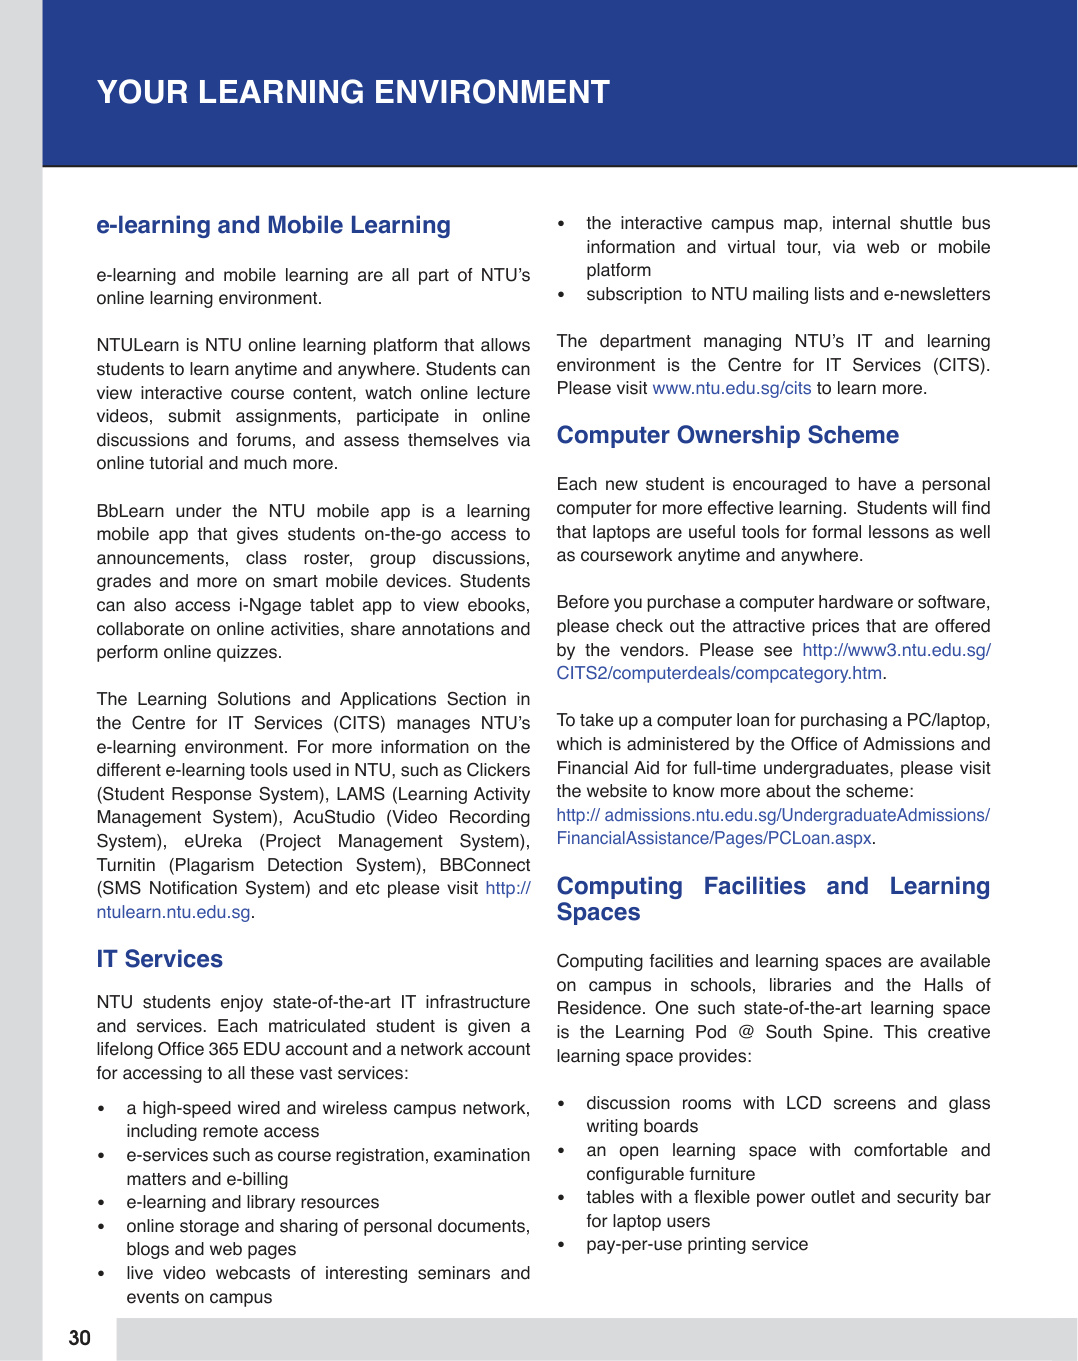 YOUR LEARNING ENVIRONMENT
e-learning and Mobile Learning
e-learning and mobile learning are all part of NTU’s
online learning environment.
NTULearn is NTU online learning platform that allows
students to learn anytime and anywhere. Students can
view interactive course content, watch online lecture
videos, submit assignments, participate in online
discussions and forums, and assess themselves via
online tutorial and much more.
BbLearn under the NTU mobile app is a learning
mobile app that gives students on-the-go access to
announcements, class roster, group discussions,
grades and more on smart mobile devices. Students
can also access i-Ngage tablet app to view ebooks,
collaborate on online activities, share annotations and
perform online quizzes.
The Learning Solutions and Applications Section in
the Centre for IT Services (CITS) manages NTU’s
e-learning environment. For more information on the
different e-learning tools used in NTU, such as Clickers
(Student Response System), LAMS (Learning Activity
Management System), AcuStudio (Video Recording
System), eUreka (Project Management System),
Turnitin (Plagarism Detection System), BBConnect
(SMS Notification System) and etc please visit http://
ntulearn.ntu.edu.sg.
IT Services
NTU students enjoy state-of-the-art IT infrastructure
and services. Each matriculated student is given a
lifelong Office 365 EDU account and a network account
for accessing to all these vast services:
• a high-speed wired and wireless campus network,
including remote access
• e-services such as course registration, examination
matters and e-billing
• e-learning and library resources
• online storage and sharing of personal documents,
blogs and web pages
• live video webcasts of interesting seminars and
events on campus
• the interactive campus map, internal shuttle bus
information and virtual tour, via web or mobile
platform
• subscription to NTU mailing lists and e-newsletters
The department managing NTU’s IT and learning
environment is the Centre for IT Services (CITS).
Please visit www.ntu.edu.sg/cits to learn more.
Computer Ownership Scheme
Each new student is encouraged to have a personal
computer for more effective learning. Students will find
that laptops are useful tools for formal lessons as well
as coursework anytime and anywhere.
Before you purchase a computer hardware or software,
please check out the attractive prices that are offered
by the vendors. Please see http://www3.ntu.edu.sg/
CITS2/computerdeals/compcategory.htm.
To take up a computer loan for purchasing a PC/laptop,
which is administered by the Office of Admissions and
Financial Aid for full-time undergraduates, please visit
the website to know more about the scheme:
http:// admissions.ntu.edu.sg/UndergraduateAdmissions/
FinancialAssistance/Pages/PCLoan.aspx.
Computing Facilities and Learning
Spaces
Computing facilities and learning spaces are available
on campus in schools, libraries and the Halls of
Residence. One such state-of-the-art learning space
is the Learning Pod @ South Spine. This creative
learning space provides:
• discussion rooms with LCD screens and glass
writing boards
• an open learning space with comfortable and
configurable furniture
• tables with a flexible power outlet and security bar
for laptop users
• pay-per-use printing service
30